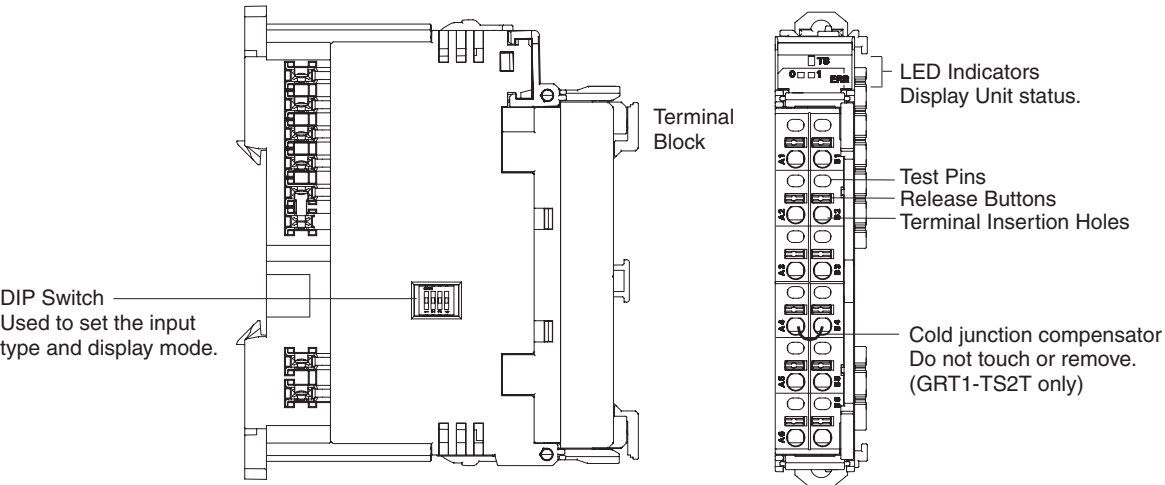 TS
0 1
ERR
LED Indicators
Display Unit status.
Terminal
Block
A1 B1
Test Pins
Release Buttons
A2 B2
Terminal Insertion Holes
A3 B3
DIP Switch
Used to set the input
type and display mode.
A4 B4
Cold junction compensator
Do not touch or remove.
(GRT1-TS2T only)
A5 B5
A6 B6